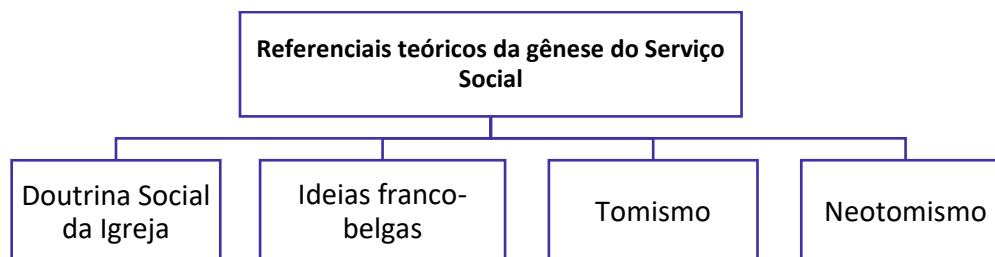 Referenciais teóricos da gênese do Serviço
Social
Doutrina Social
da Igreja
Ideias franco-
belgas
Tomismo
Neotomismo